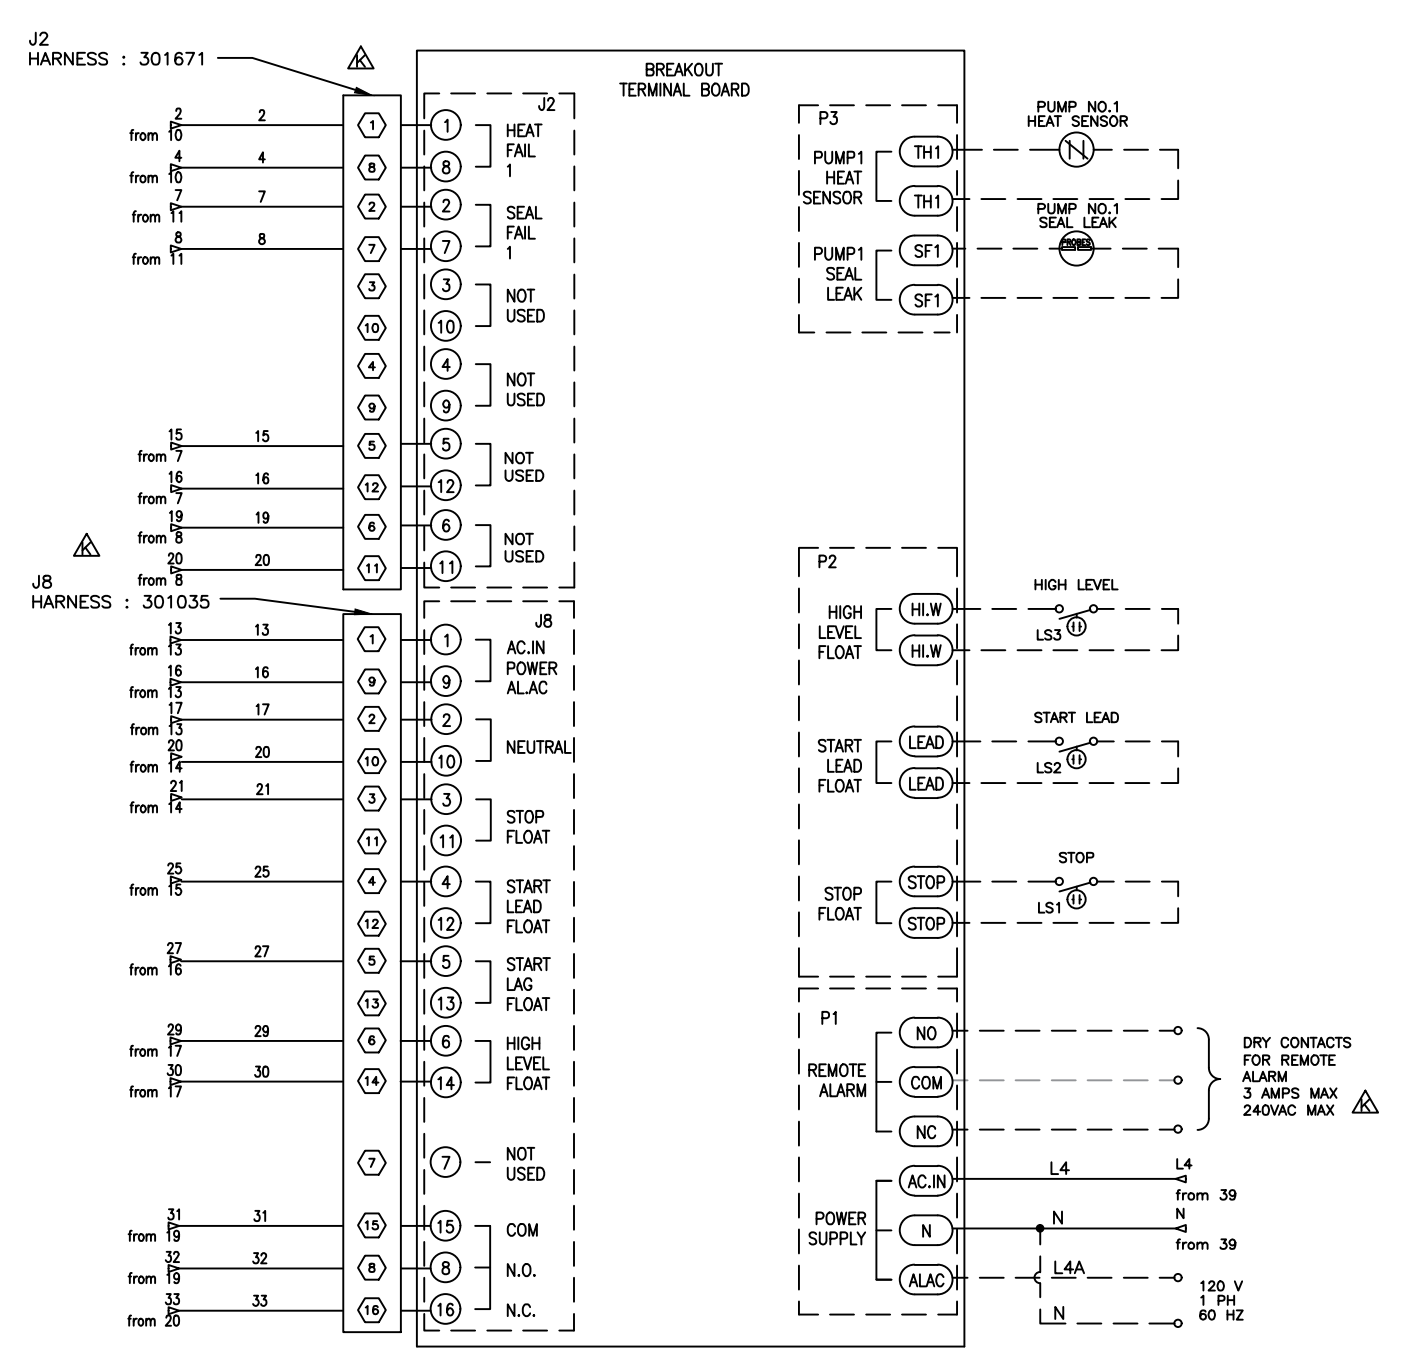 J2
HARNESS : 301671
K
BREAKOUT
TERMINAL BOARD
2
from 10
2
1
1
4
from 10
4
8
8
HEAT
FAIL
1
7
from 11
7
2
2
8
from 11
8
7
7
SEAL
FAIL
1
3
3
10
10
NOT
USED
4
4
9
9
NOT
USED
15
from 7
15
5
5
16
from 7
16
12
12
NOT
USED
19
from 8
19
6
6
20
from 8
20
11
11
NOT
USED
J2
K
J8
HARNESS : 301035
J8
13
from 13
13
1
1
16
from 13
16
9
9
AC.IN
POWER
AL.AC
17
from 13
17
2
2
20
from 14
20
10
10
NEUTRAL
21
from 14
21
3
3
11
11
STOP
FLOAT
25
from 15
25
4
4
12
12
START
LEAD
FLOAT
27
from 16
27
5
5
13
13
START
LAG
FLOAT
29
from 17
29
6
6
30
from 17
30
14
14
HIGH
LEVEL
FLOAT
7
7
NOT
USED
31
from 19
31
15
15
COM
32
from 19
32
8
8
N.O.
33
from 20
33
16
16
N.C.
P3
PUMP1
HEAT
SENSOR
TH1
TH1
PUMP NO.1
HEAT SENSOR
PUMP1
SEAL
LEAK
SF1
SF1
PUMP NO.1
SEAL LEAK
PROBES
P2
HIGH
LEVEL
FLOAT
HI.W
HI.W
HIGH LEVEL
LS3
START
LEAD
FLOAT
LEAD
LEAD
START LEAD
LS2
STOP
FLOAT
STOP
STOP
STOP
LS1
P1
REMOTE
ALARM
NO
COM
NC
DRY CONTACTS
FOR REMOTE
ALARM
3 AMPS MAX
240VAC MAX
K
POWER
SUPPLY
AC.IN
N
ALAC
L4
L4
from 39
N
N
from 39
L4A
N
120 V
1 PH
60 HZ